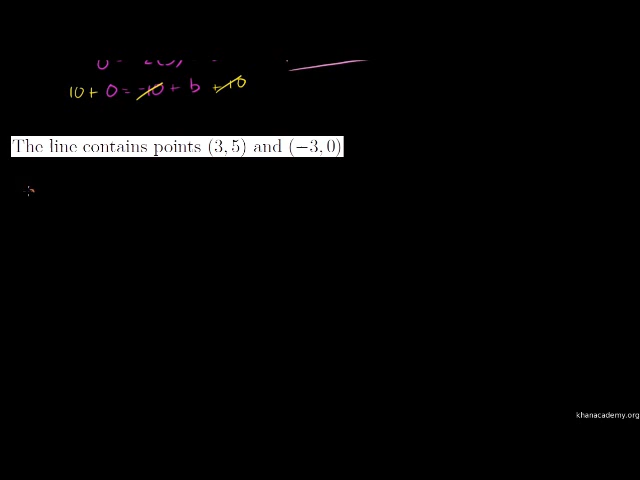 10 + 0 = -10 + b + 10
The line contains points (3, 5) and (−3, 0)
khanacademy.org